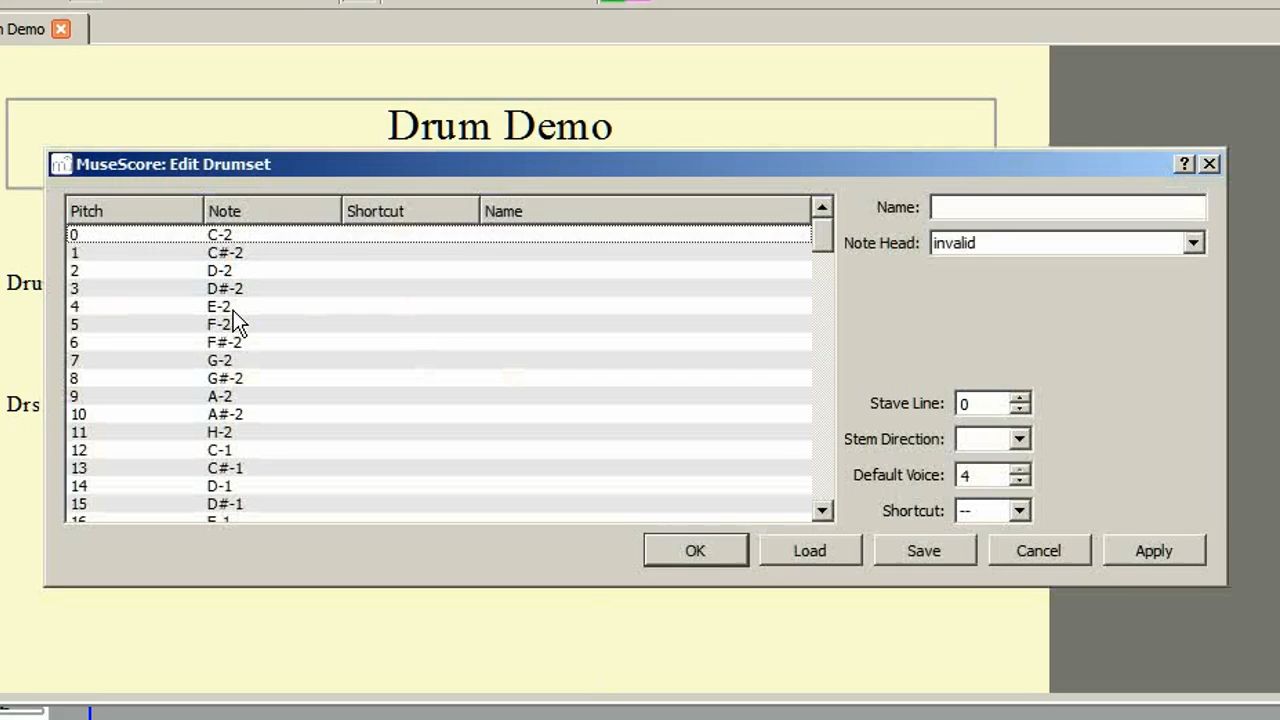 Demo
Drum Demo
MuseScore: Edit Drumset
Pitch Note Shortcut Name
0 C-2
1 C#-2
2 D-2
3 D#-2
4 E-2
5 F-2
6 F#-2
7 G-2
8 G#-2
9 A-2
10 A#-2
11 H-2
12 C-1
13 C#-1
14 D-1
15 D#-1
16 E-1
Name:
Note Head: invalid
Dru
Drs
Stave Line: 0
Stem Direction:
Default Voice: 4
Shortcut: --
OK Load Save Cancel Apply